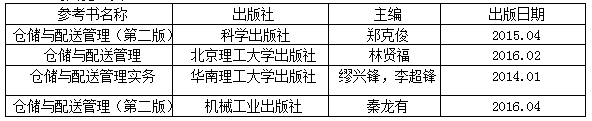 参考书名称 出版社 主编 出版日期
仓储与配送管理（第二版） 科学出版社 郑克俊 2015.04
仓储与配送管理 北京理工大学出版社 林贤福 2016.02
仓储与配送管理实务 华南理工大学出版社 缪兴锋，李超锋 2014.01
仓储与配送管理（第二版） 机械工业出版社 秦龙有 2016.04